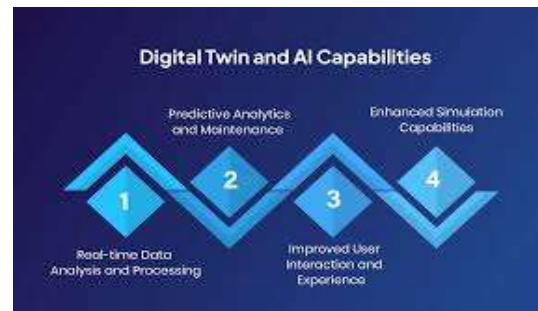 Digital Twin and AI Capabilities
1
Real-time Data
Analysis and Processing
2
Predictive Analytics
and Maintenance
3
Improved User
Interaction and
Experience
4
Enhanced Simulation
Capabilities